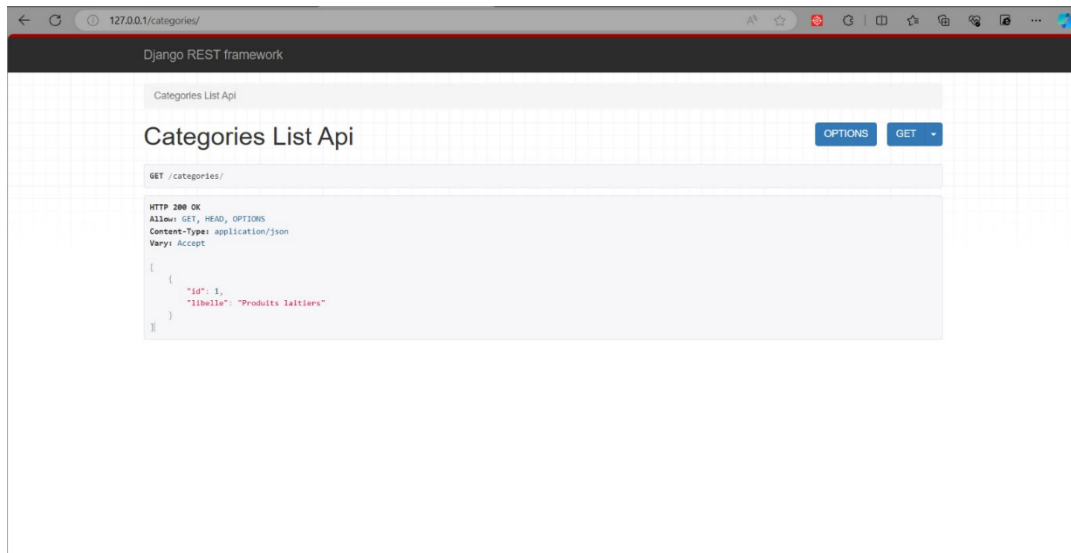 127.0.0.1/categories/
Django REST framework
Categories List Api
Categories List Api
OPTIONS
GET
GET /categories/
HTTP 200 OK
Allow: GET, HEAD, OPTIONS
Content-Type: application/json
Vary: Accept
[
{
"id": 1,
"libelle": "Produits laitiers"
}
]